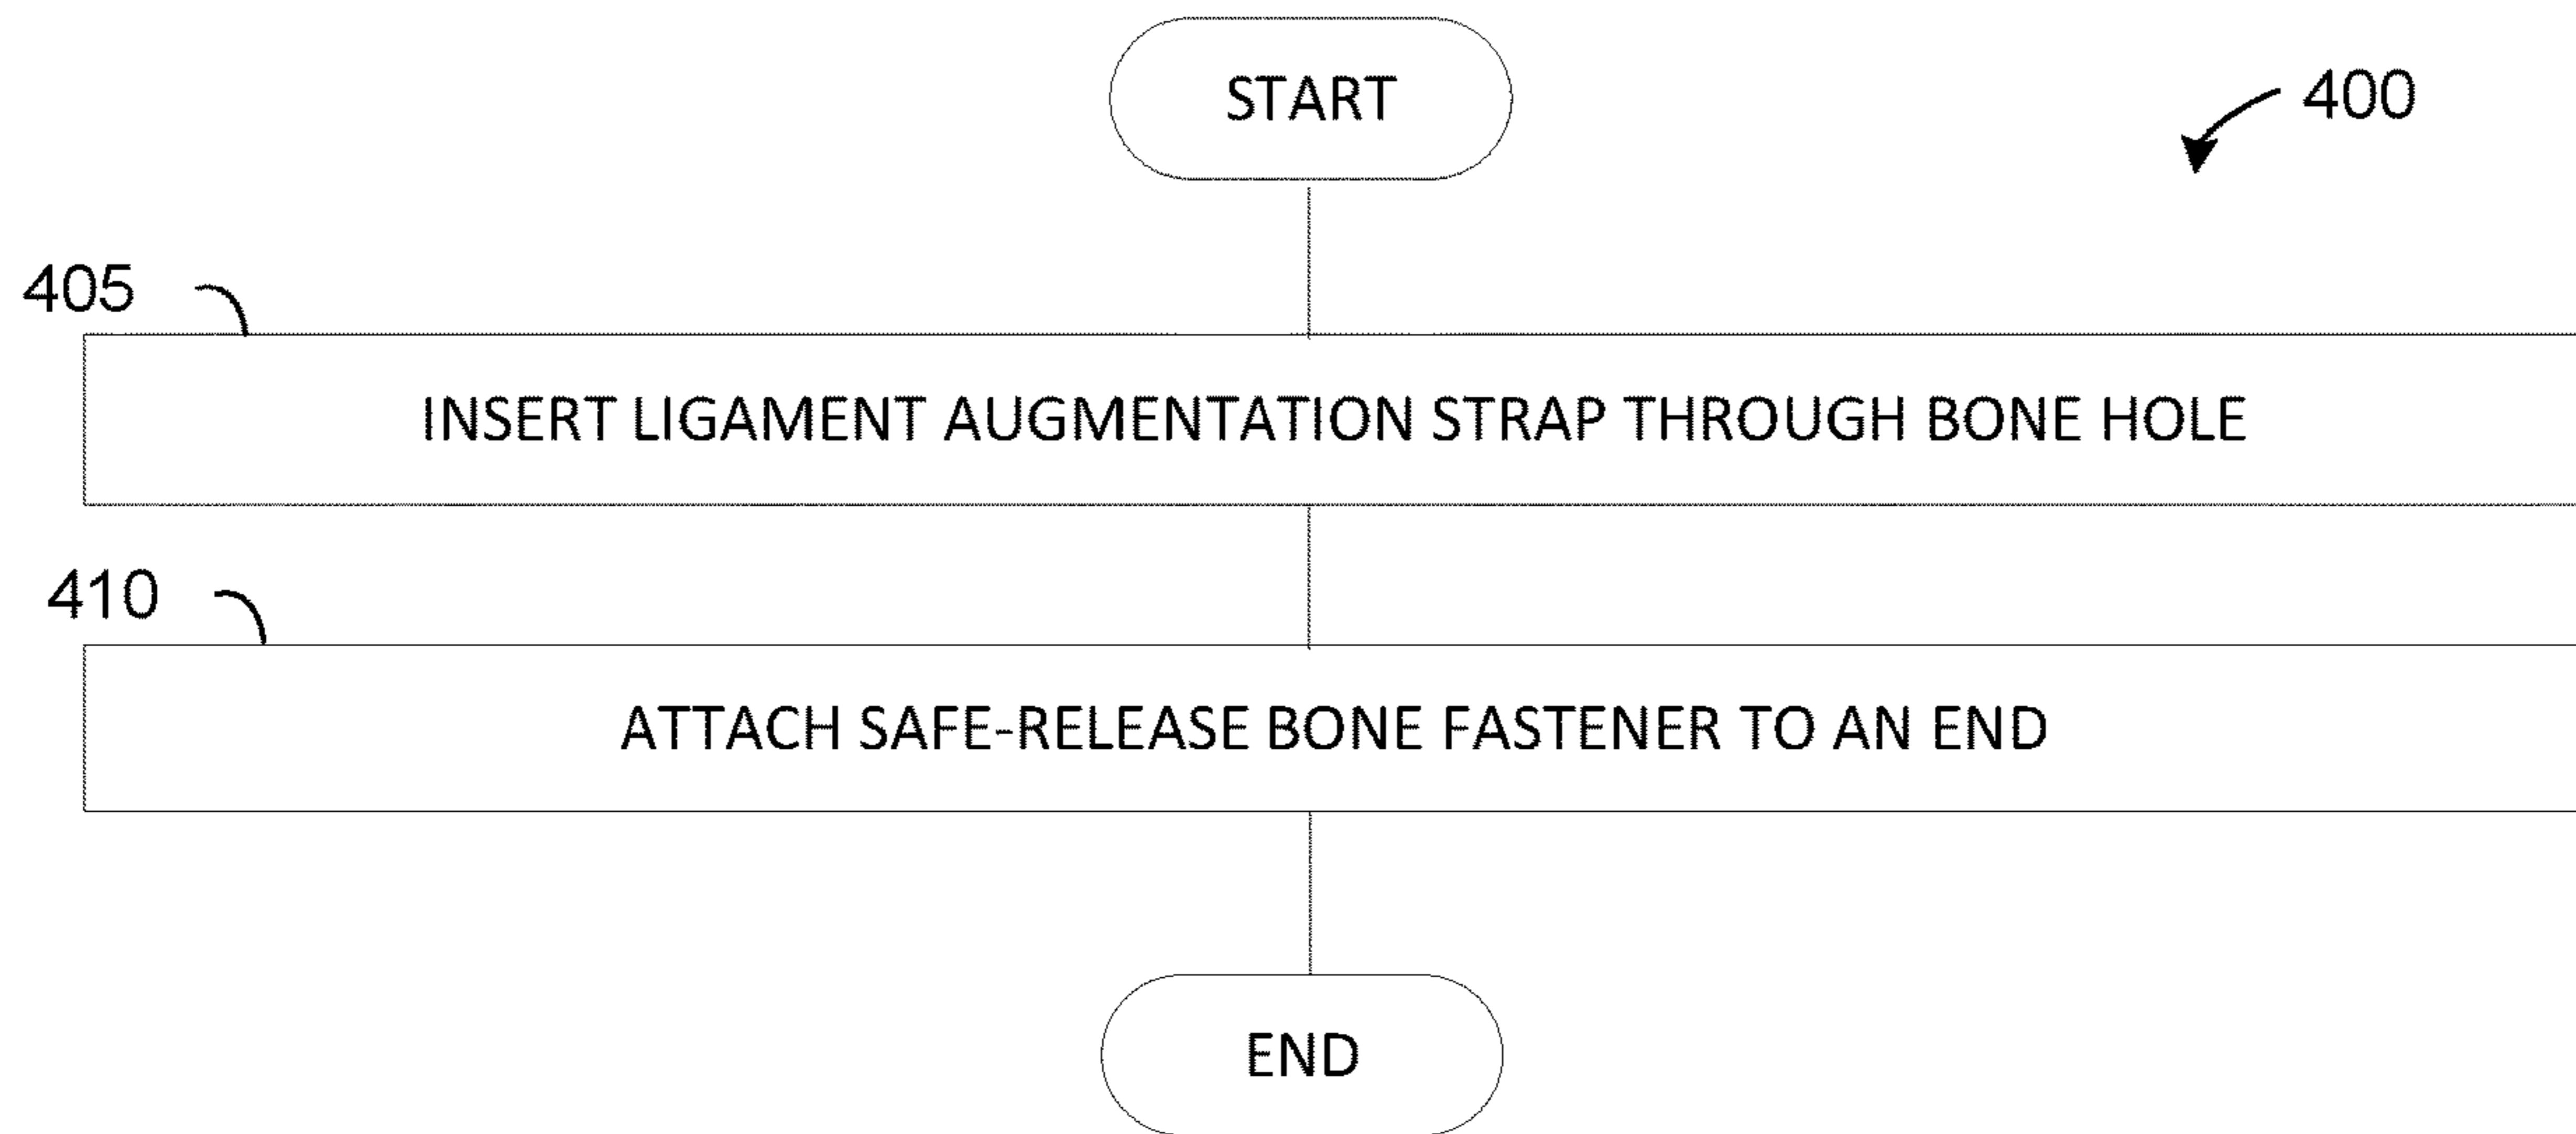 START
400
405
INSERT LIGAMENT AUGMENTATION STRAP THROUGH BONE HOLE
410
ATTACH SAFE-RELEASE BONE FASTENER TO AN END
END